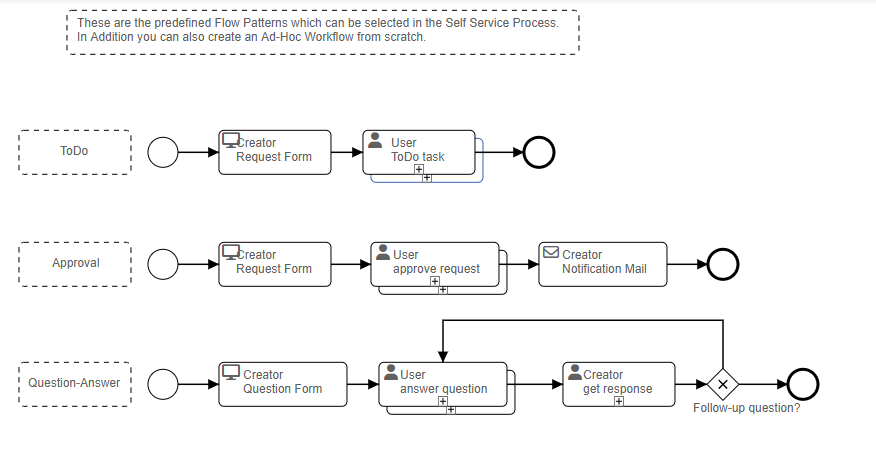 These are the predefined Flow Patterns which can be selected in the Self Service Process.
In Addition you can also create an Ad-Hoc Workflow from scratch.
ToDo
Creator
Request Form
User
ToDo task
Approval
Creator
Request Form
User
approve request
Creator
Notification Mail
Question-Answer
Creator
Question Form
User
answer question
Creator
get response
Follow-up question?